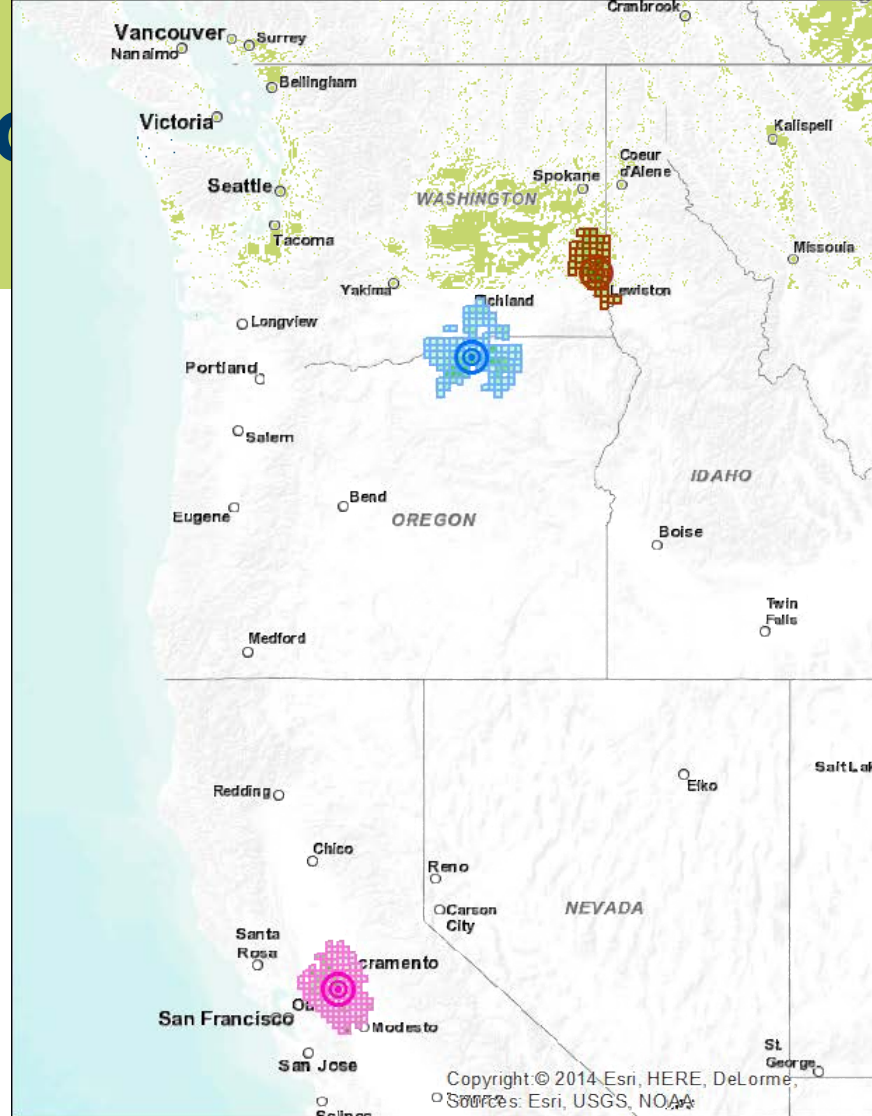 Cranbrook
Vancouver
Surrey
Nanaimo
Bellingham
Victoria
Kalispell
Coeur
d'Alene
Spokane
Seattle
WASHINGTON
Tacoma
Missoula
Yakima
Lewiston
chland
Longview
Portland
Salem
IDAHO
Bend
Eugene
OREGON
Boise
Twin
Falls
Medford
Salt Lak
Redding
Elko
Chico
Reno
Carson
City
NEVADA
Santa
Rosa
cramento
San Francisco
Modesto
San Jose
St.
George
Copyright:© 2014 Esri, HERE, DeLorme,
Sources: Esri, USGS, NOAA